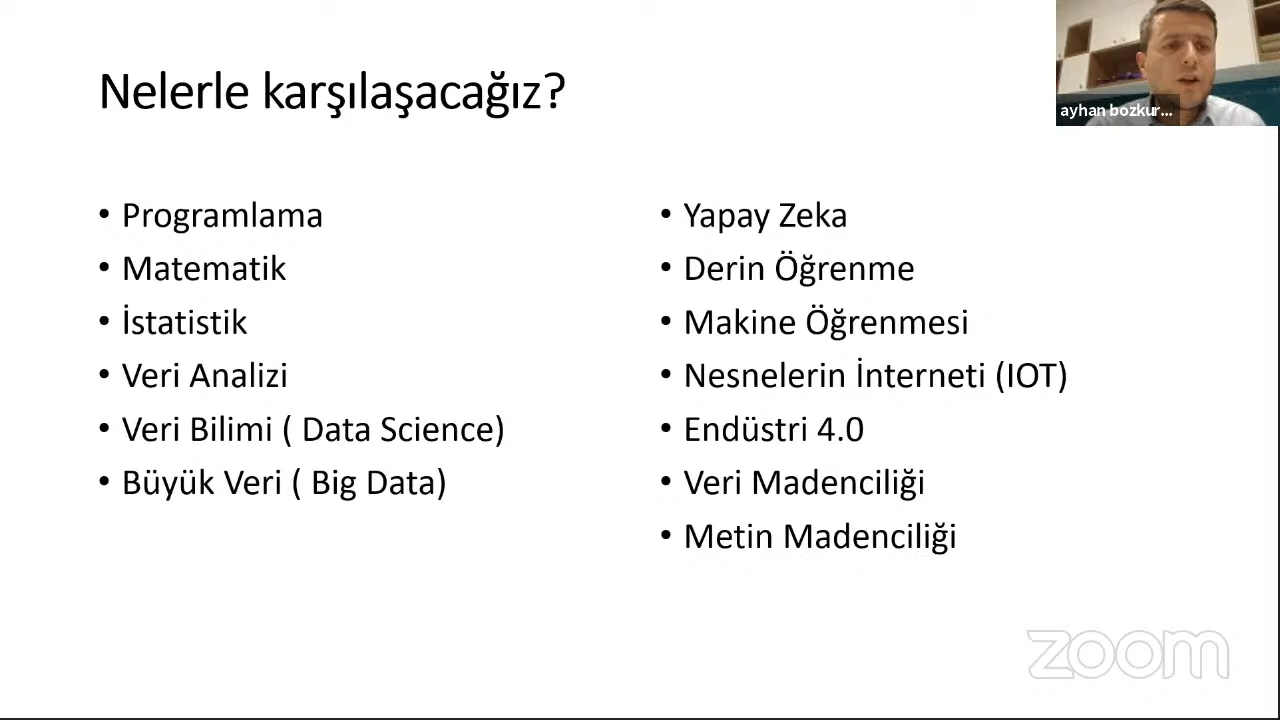 Nelerle karşılaşacağız?
ayhan bozkur...
• Programlama
• Matematik
• İstatistik
• Veri Analizi
• Veri Bilimi ( Data Science)
• Büyük Veri ( Big Data)
• Yapay Zeka
• Derin Öğrenme
• Makine Öğrenmesi
• Nesnelerin İnterneti (IOT)
• Endüstri 4.0
• Veri Madenciliği
• Metin Madenciliği
zoom